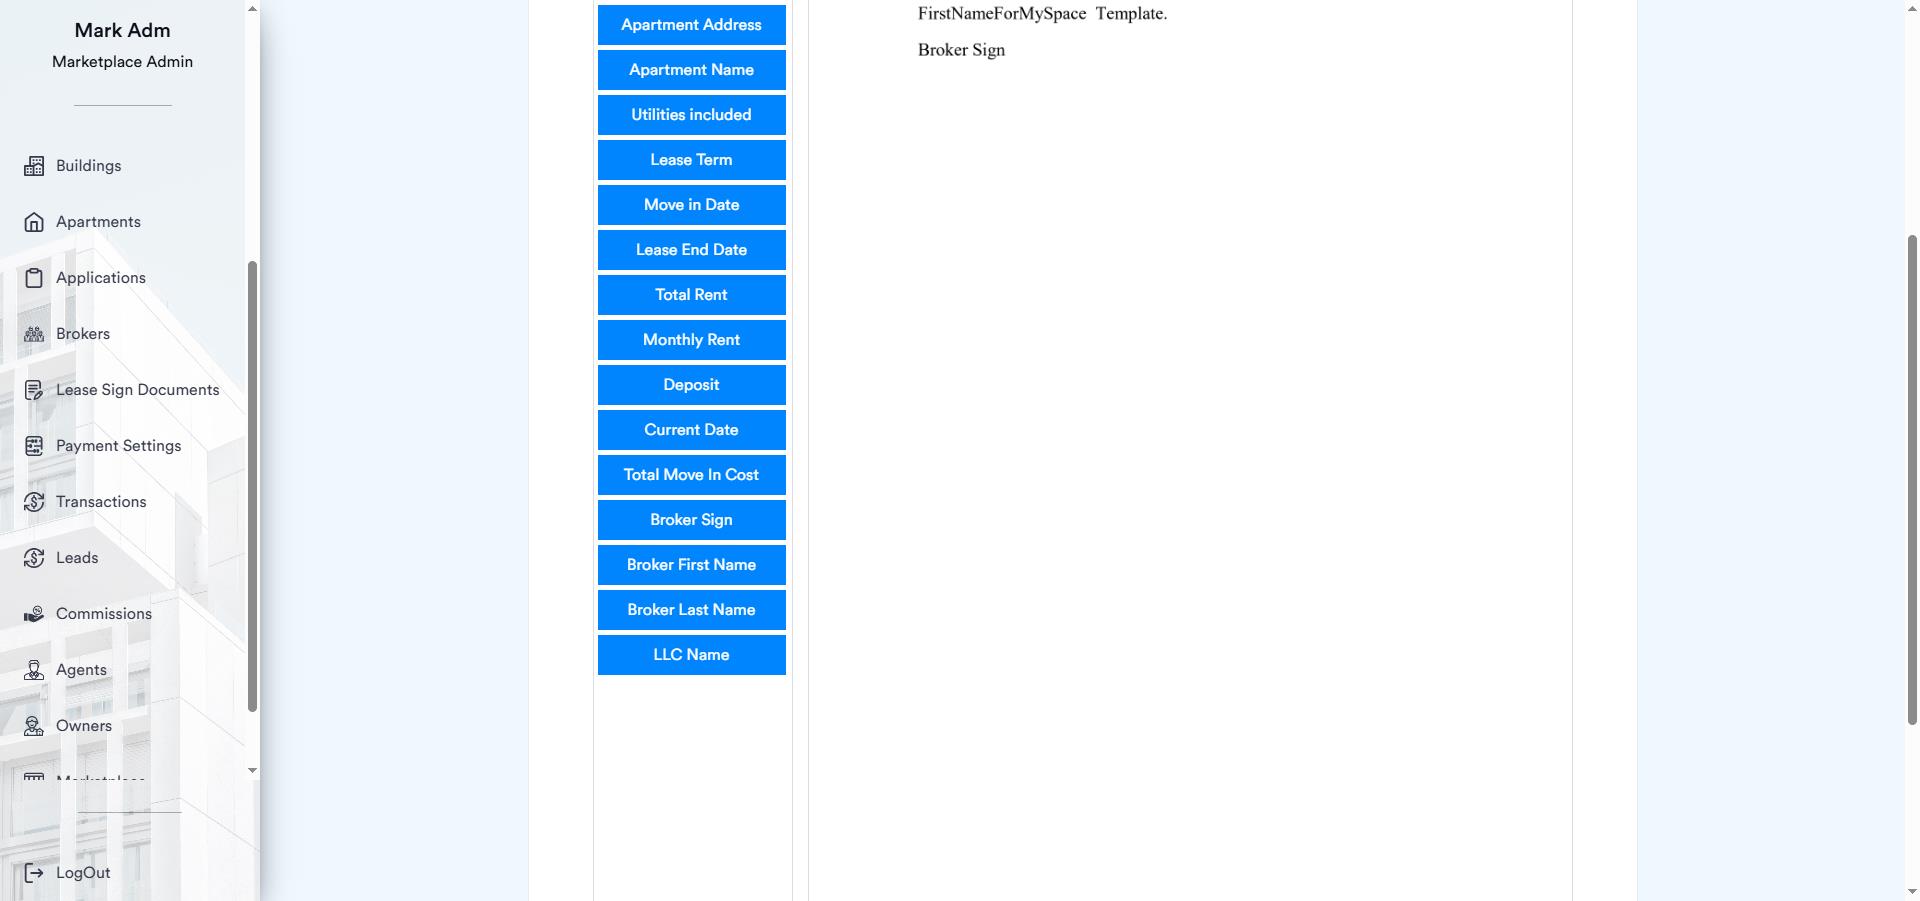 Mark Adm
Marketplace Admin
Buildings
Apartments
Applications
Brokers
Lease Sign Documents
Payment Settings
Transactions
Leads
Commissions
Agents
Owners
Marketplace
LogOut
Apartment Address
Apartment Name
Utilities included
Lease Term
Move in Date
Lease End Date
Total Rent
Monthly Rent
Deposit
Current Date
Total Move In Cost
Broker Sign
Broker First Name
Broker Last Name
LLC Name
FirstNameForMySpace Template.
Broker Sign